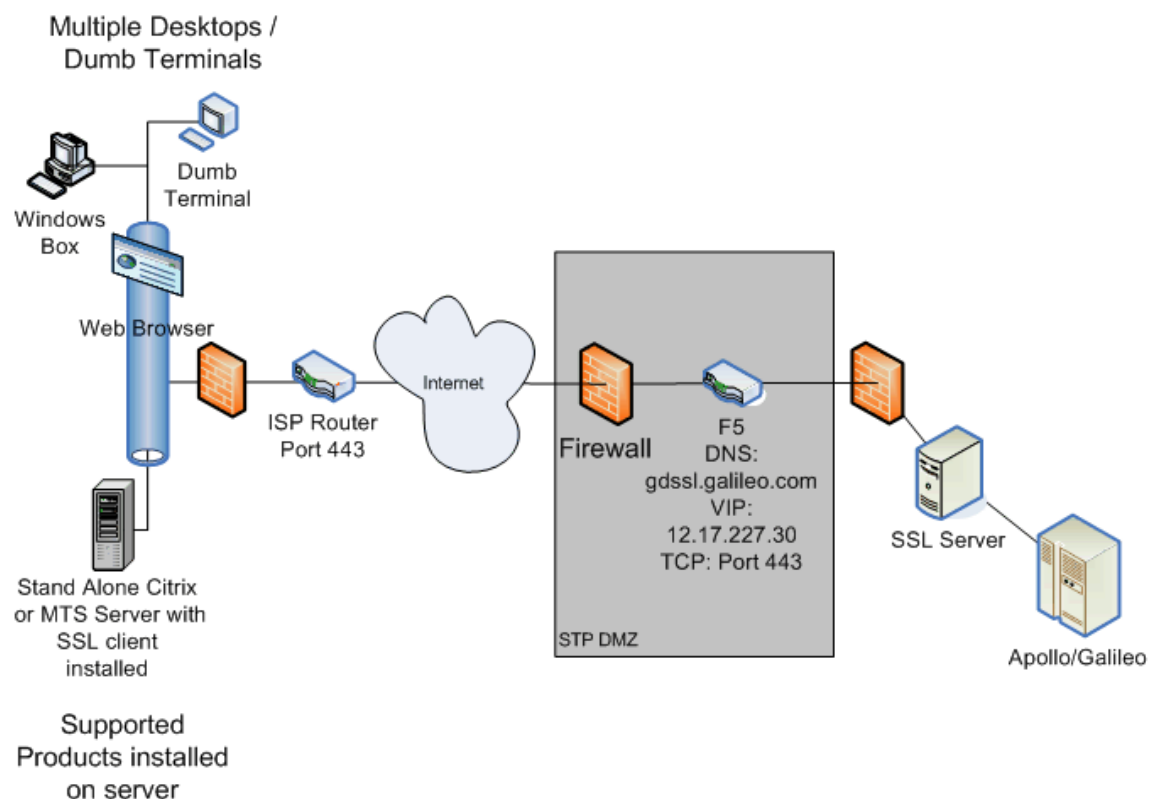 Multiple Desktops /
Dumb Terminals
Dumb
Terminal
Windows
Box
Web Browser
ISP Router
Port 443
Internet
Firewall
F5
DNS:
gdssl.galileo.com
VIP:
12.17.227.30
TCP: Port 443
STP DMZ
SSL Server
Apollo/Galileo
Stand Alone Citrix
or MTS Server with
SSL client
installed
Supported
Products installed
on server